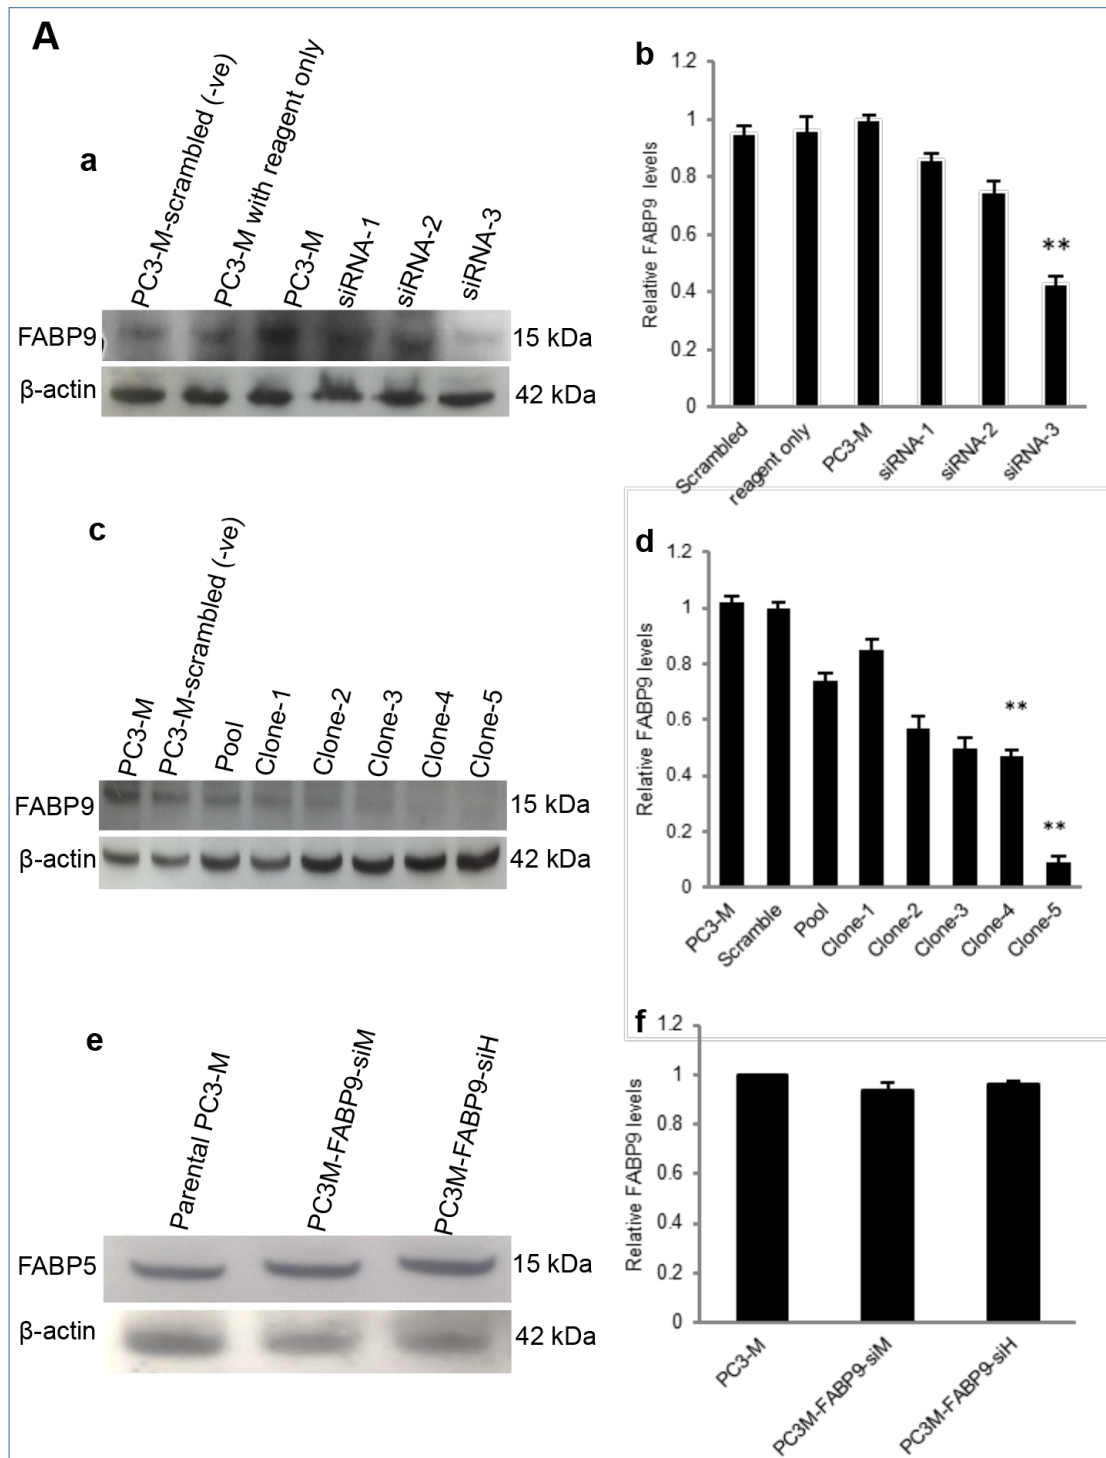 A
a
PC3-M-scrambled (-ve)
PC3-M with reagent only
PC3-M
siRNA-1
siRNA-2
siRNA-3
FABP9
15 kDa
β-actin
42 kDa
b
Relative FABP9 levels
1.2
1
0.8
0.6
0.4
0.2
0
**
Scrambled
reagent only
PC3-M
siRNA-1
siRNA-2
siRNA-3
c
PC3-M
PC3-M-scrambled (-ve)
Pool
Clone-1
Clone-2
Clone-3
Clone-4
Clone-5
FABP9
15 kDa
β-actin
42 kDa
d
Relative FABP9 levels
1.2
1
0.8
0.6
0.4
0.2
0
**
**
PC3-M
Scramble
Pool
Clone-1
Clone-2
Clone-3
Clone-4
Clone-5
e
Parental PC3-M
PC3M-FABP9-siM
PC3M-FABP9-siH
FABP5
15 kDa
β-actin
42 kDa
f
Relative FABP9 levels
1.2
1
0.8
0.6
0.4
0.2
0
PC3-M
PC3M-FABP9-siM
PC3M-FABP9-siH